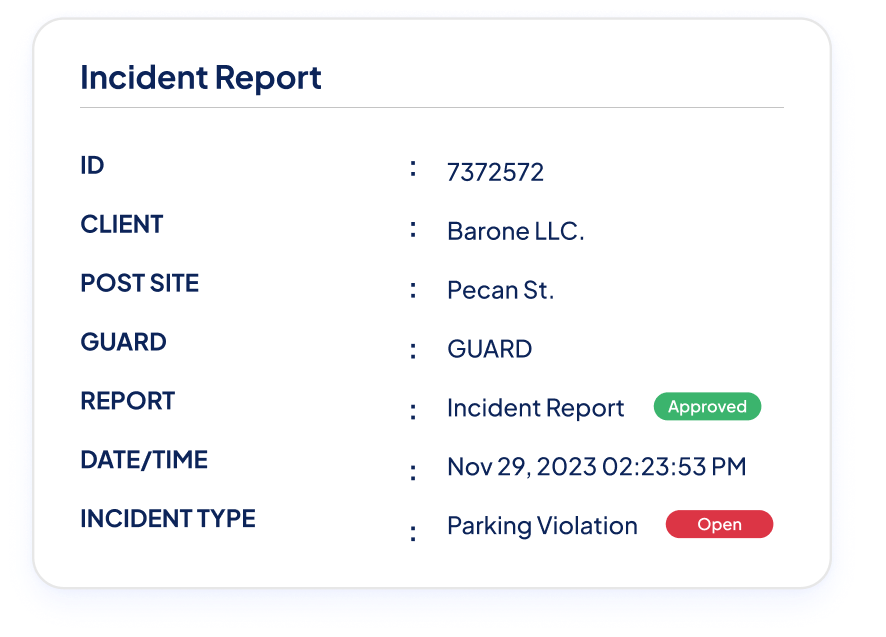 Incident Report
ID : 7372572
CLIENT : Barone LLC.
POST SITE : Pecan St.
GUARD : GUARD
REPORT : Incident Report Approved
DATE/TIME : Nov 29, 2023 02:23:53 PM
INCIDENT TYPE : Parking Violation Open